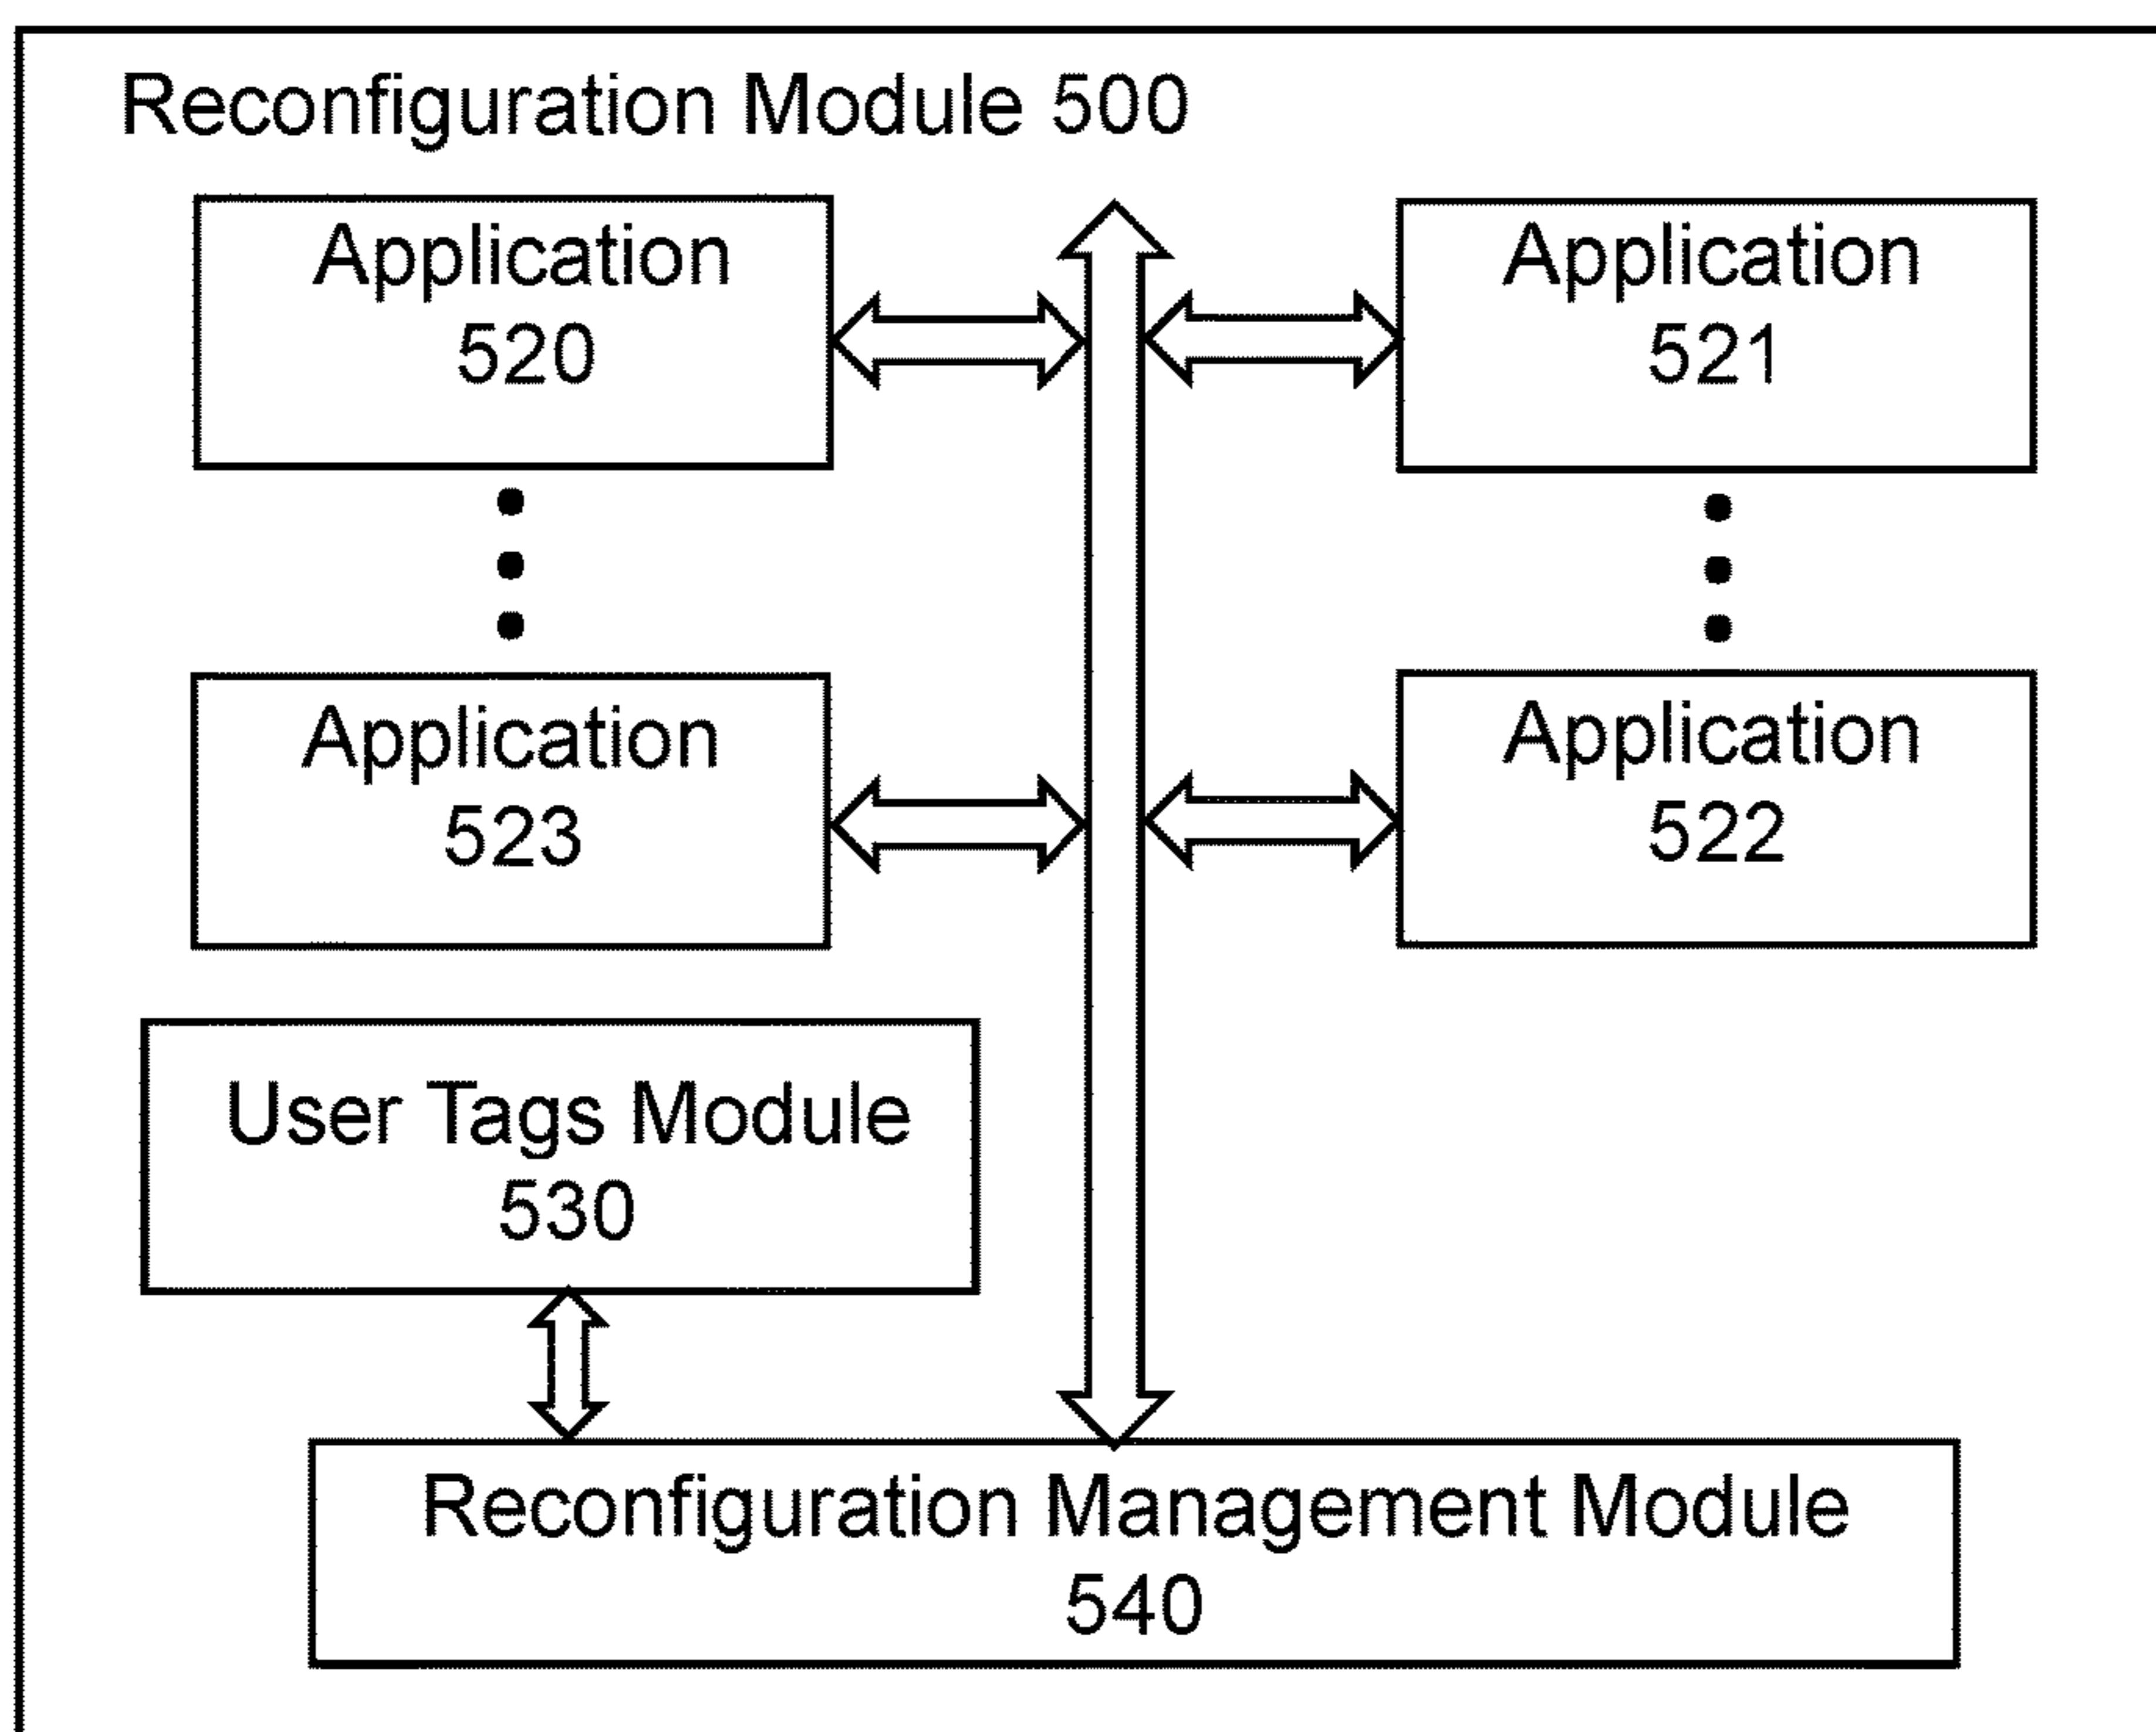 Reconfiguration Module 500
Application
520
Application
521
Application
523
Application
522
User Tags Module
530
Reconfiguration Management Module
540